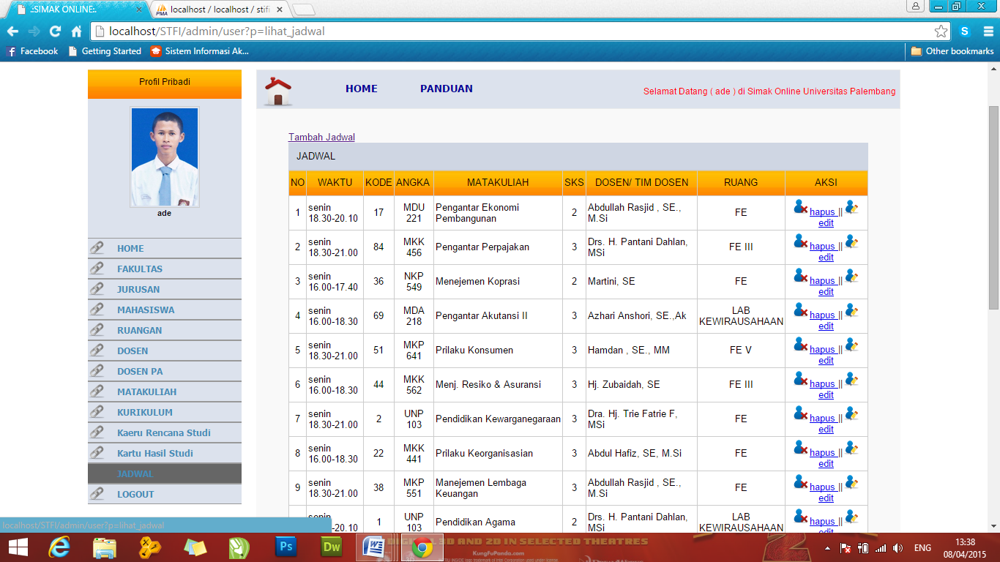 .:SIMAK ONLINE:.
localhost / localhost / stifi
localhost/STFI/admin/user?p=lihat_jadwal
Facebook Getting Started Sistem Informasi Ak... Other bookmarks
Profil Pribadi
ade
HOME
FAKULTAS
JURUSAN
MAHASISWA
RUANGAN
DOSEN
DOSEN PA
MATAKULIAH
KURIKULUM
Kaeru Rencana Studi
Kartu Hasil Studi
JADWAL
LOGOUT
HOME PANDUAN Selamat Datang ( ade ) di Simak Online Universitas Palembang
Tambah Jadwal
JADWAL
NO WAKTU KODE ANGKA MATAKULIAH SKS DOSEN/ TIM DOSEN RUANG AKSI
1 senin 18.30-20.10 17 MDU 221 Pengantar Ekonomi Pembangunan 2 Abdullah Rasjid , SE., M.Si FE hapus || edit
2 senin 18.30-21.00 84 MKK 456 Pengantar Perpajakan 3 Drs. H. Pantani Dahlan, MSi FE III hapus || edit
3 senin 16.00-17.40 36 NKP 549 Menejemen Koprasi 2 Martini, SE FE hapus || edit
4 senin 16.00-18.30 69 MDA 218 Pengantar Akutansi II 3 Azhari Anshori, SE.,Ak LAB KEWIRAUSAHAAN hapus || edit
5 senin 18.30-21.00 51 MKP 641 Prilaku Konsumen 3 Hamdan , SE., MM FE V hapus || edit
6 senin 16.00-18.30 44 MKK 562 Menj. Resiko & Asuransi 3 Hj. Zubaidah, SE FE III hapus || edit
7 senin 18.30-21.00 2 UNP 103 Pendidikan Kewarganegaraan 3 Dra. Hj. Trie Fatrie F, MSi FE hapus || edit
8 senin 16.00-18.30 22 MKK 441 Prilaku Keorganisasian 3 Abdul Hafiz, SE, M.Si FE hapus || edit
9 senin 18.30-21.00 38 MKP 551 Manejemen Lembaga Keuangan 3 Abdullah Rasjid , SE., M.Si FE hapus || edit
senin -20.10 1 UNP 103 Pendidikan Agama 2 Drs. H. Pantani Dahlan, MSi LAB KEWIRAUSAHAAN hapus || edit
localhost/STFI/admin/user?p=lihat_jadwal
3D AND 2D IN SELECTED THEATRES
KungFuPanda.com
ENG
13:38
08/04/2015